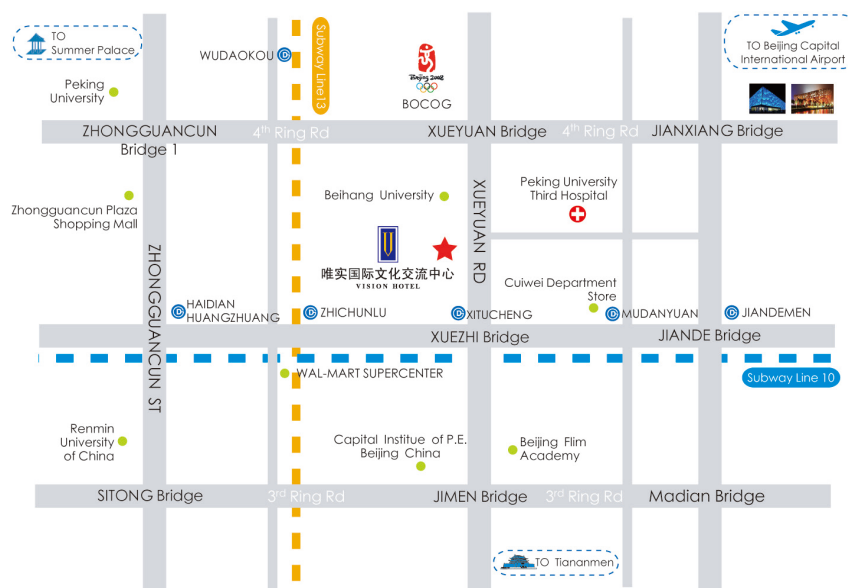 TO
Summer Palace
WUDAOKOU
Subway Line13
Beijing 2008
BOCOG
TO Beijing Capital
International Airport
Peking
University
ZHONGGUANCUN
Bridge 1
4th Ring Rd
XUEYUAN Bridge
4th Ring Rd
JIANXIANG Bridge
Zhongguancun Plaza
Shopping Mall
Beihang University
XUEYUAN RD
Peking University
Third Hospital
ZHONGGUANCUN ST
唯实国际文化交流中心
VISION HOTEL
Cuiwei Department
Store
HAIDIAN
HUANGZHUANG
ZHICHUNLU
XITUCHENG
MUDANYUAN
JIANDEMEN
XUEZHI Bridge
JIANDE Bridge
WAL-MART SUPERCENTER
Subway Line 10
Renmin
University
of China
Capital Institue of P.E.
Beijing China
Beijing Flim
Academy
SITONG Bridge
3rd Ring Rd
JIMEN Bridge
3rd Ring Rd
Madian Bridge
TO Tiananmen